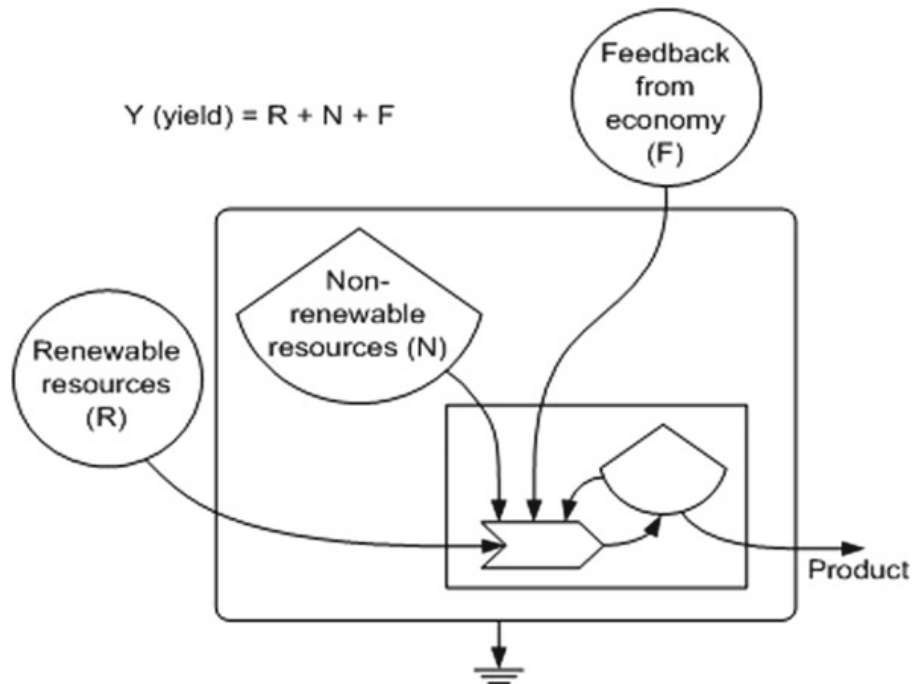 Feedback
from
economy
(F)
Y (yield) = R + N + F
Non-
renewable
resources (N)
Renewable
resources
(R)
Product